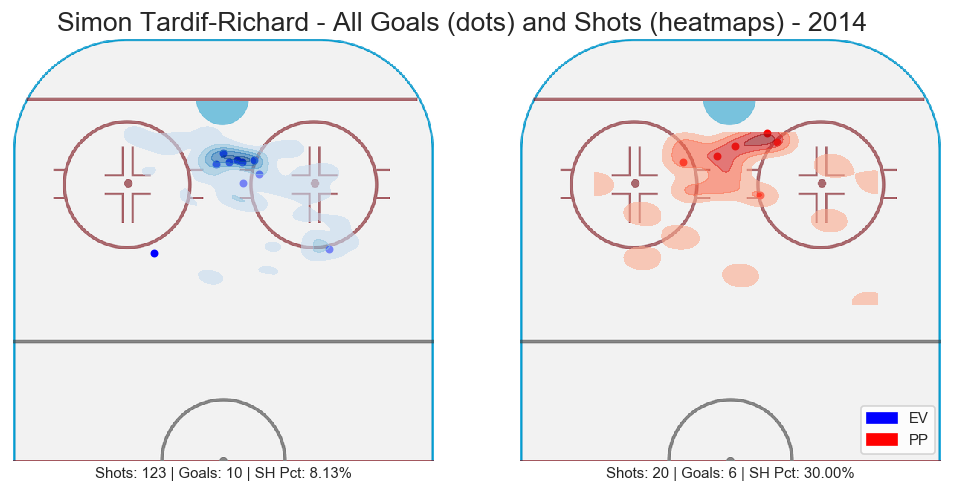 Simon Tardif-Richard - All Goals (dots) and Shots (heatmaps) - 2014
EV
PP
Shots: 123 | Goals: 10 | SH Pct: 8.13%
Shots: 20 | Goals: 6 | SH Pct: 30.00%